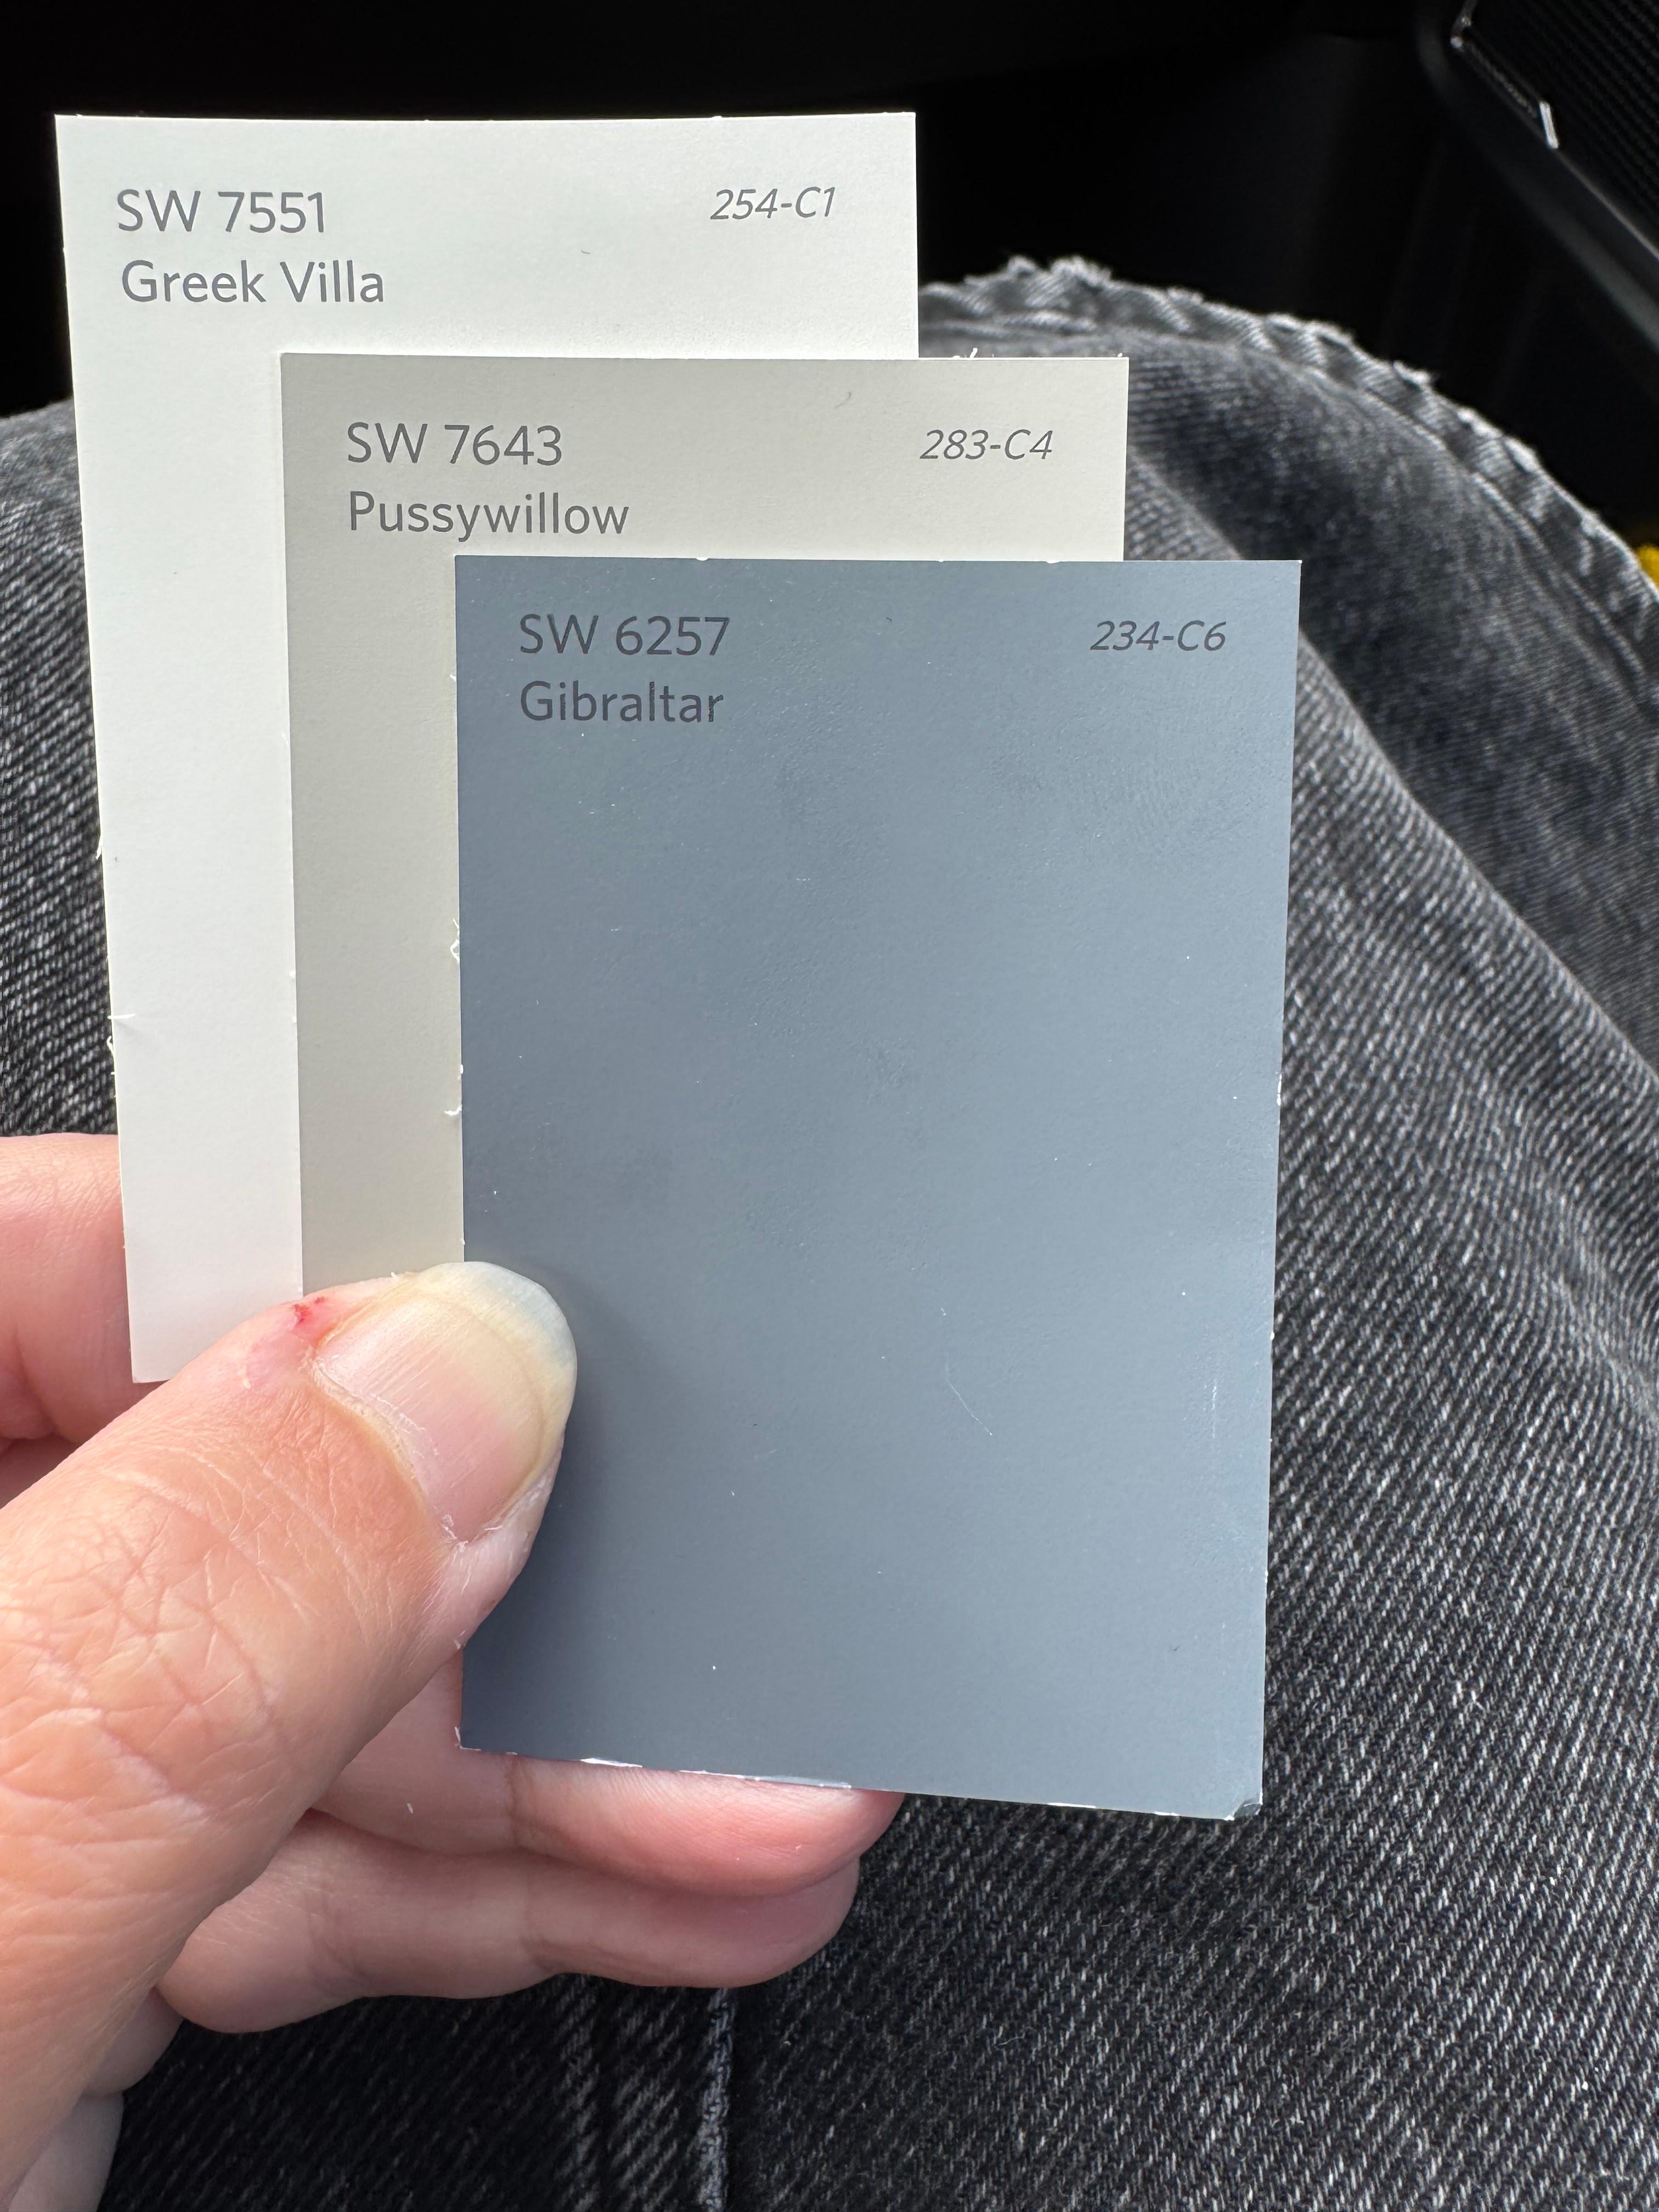 SW 7551 254-C1
Greek Villa
SW 7643 283-C4
Pussywillow
SW 6257 234-C6
Gibraltar